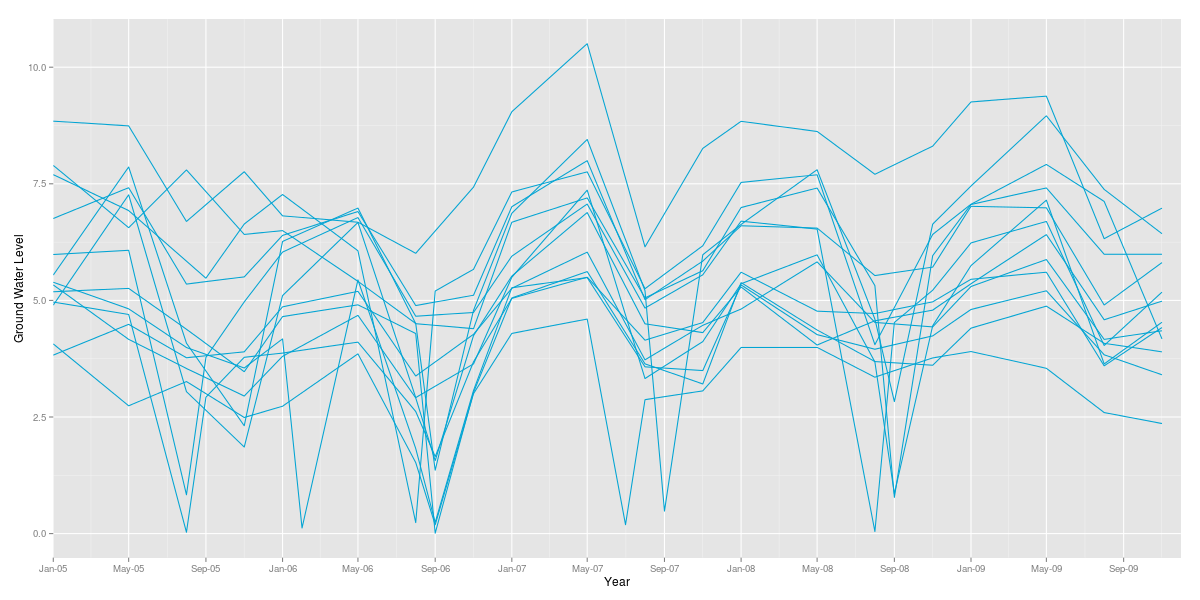 Ground Water Level
10.0
7.5
5.0
2.5
0.0
Jan-05 May-05 Sep-05 Jan-06 May-06 Sep-06 Jan-07 May-07 Sep-07 Jan-08 May-08 Sep-08 Jan-09 May-09 Sep-09
Year